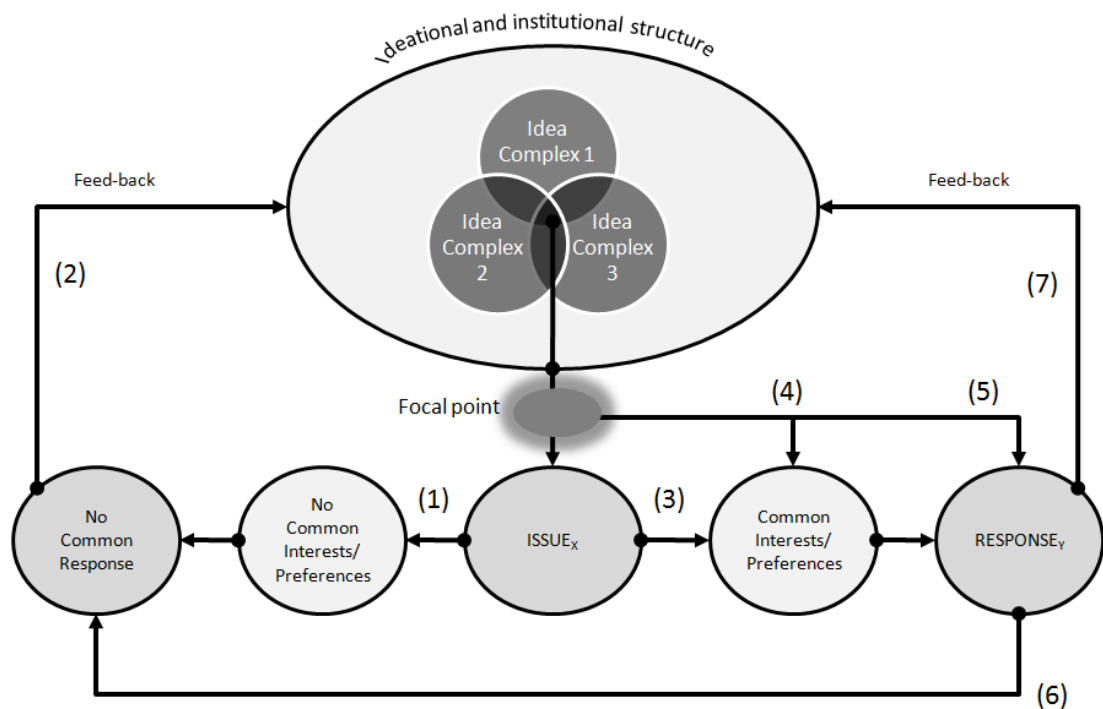 Ideational and institutional structure
Idea
Complex 1
Idea
Complex
2
Idea
Complex
3
Feed-back
Feed-back
(2)
(7)
Focal point
(4)
(5)
No
Common
Response
No
Common
Interests/
Preferences
(1)
ISSUEX
(3)
Common
Interests/
Preferences
RESPONSEY
(6)